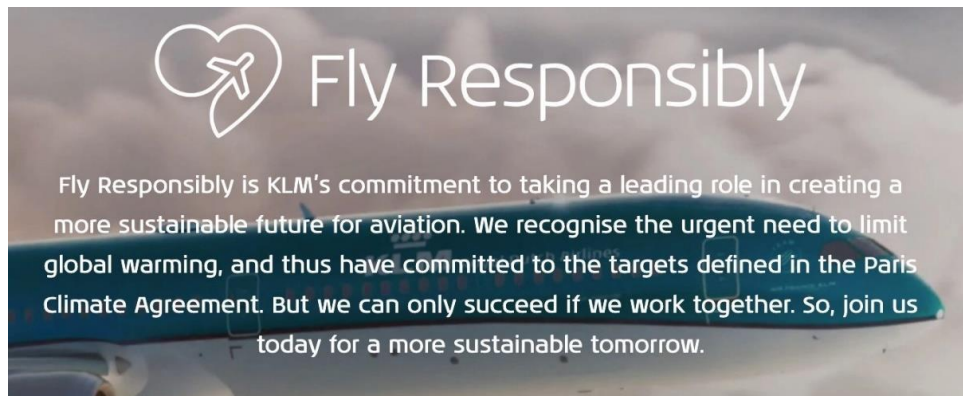 Fly Responsibly
Fly Responsibly is KLM's commitment to taking a leading role in creating a
more sustainable future for aviation. We recognise the urgent need to limit
global warming, and thus have committed to the targets defined in the Paris
Climate Agreement. But we can only succeed if we work together. So, join us
today for a more sustainable tomorrow.
KLM